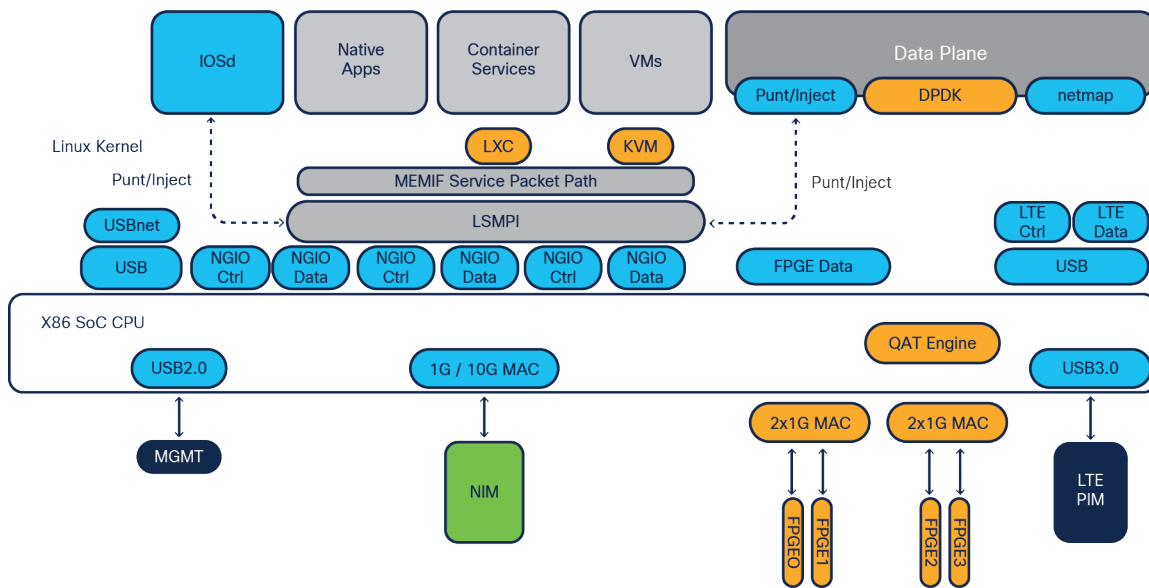 IOSd
Native
Apps
Container
Services
VMs
Data Plane
Punt/Inject
DPDK
netmap
Linux Kernel
LXC
KVM
Punt/Inject
MEMIF Service Packet Path
Punt/Inject
USBnet
LSMPI
LTE
Ctrl
LTE
Data
USB
NGIO
Ctrl
NGIO
Data
NGIO
Ctrl
NGIO
Data
NGIO
Ctrl
NGIO
Data
FPGE Data
USB
X86 SoC CPU
QAT Engine
USB2.0
1G / 10G MAC
USB3.0
2x1G MAC
2x1G MAC
MGMT
NIM
LTE
PIM
FPGE0
FPGE1
FPGE2
FPGE3